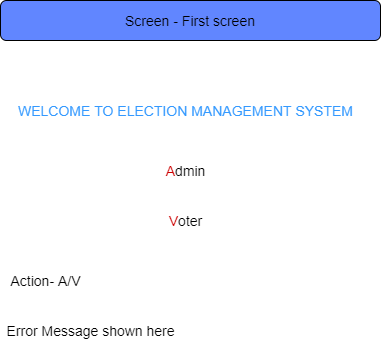 Screen - First screen
WELCOME TO ELECTION MANAGEMENT SYSTEM
Admin
Voter
Action- A/V
Error Message shown here